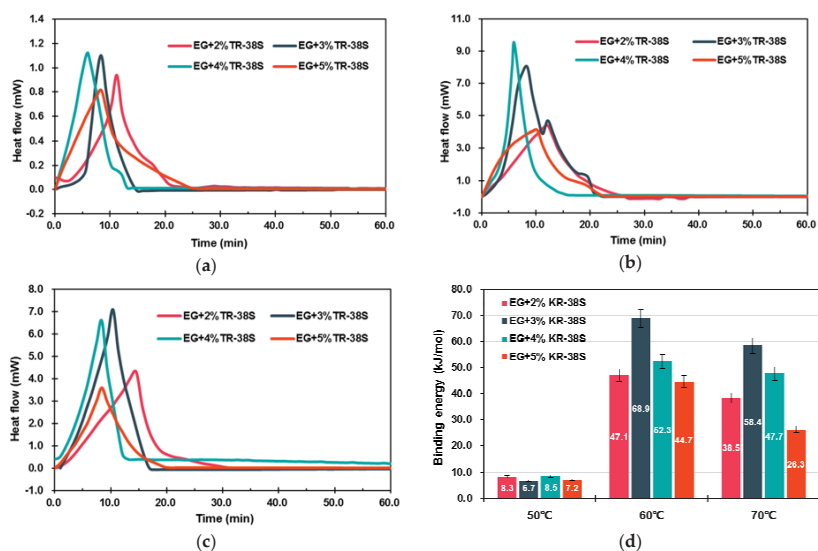 1.4
1.2
1.0
0.8
0.6
0.4
0.2
0.0
-0.2
Heat flow (mW)
EG+2%TR-38S EG+3%TR-38S
EG+4%TR-38S EG+5%TR-38S
0.0 10.0 20.0 30.0 40.0 50.0 60.0
Time (min)
(a)
11.0
9.0
7.0
5.0
3.0
1.0
-1.0
Heat flow (mW)
EG+2%TR-38S EG+3%TR-38S
EG+4%TR-38S EG+5%TR-38S
0.0 10.0 20.0 30.0 40.0 50.0 60.0
Time (min)
(b)
8.0
7.0
6.0
5.0
4.0
3.0
2.0
1.0
0.0
-1.0
Heat flow (mW)
EG+2%TR-38S EG+3%TR-38S
EG+4%TR-38S EG+5%TR-38S
0.0 10.0 20.0 30.0 40.0 50.0 60.0
Time (min)
(c)
80.0
70.0
60.0
50.0
40.0
30.0
20.0
10.0
0.0
Binding energy (kJ/mol)
EG+2% KR-38S
EG+3% KR-38S
EG+4% KR-38S
EG+5% KR-38S
8.3 6.7 8.5 7.2
47.1 68.9 52.3 44.7
38.5 58.4 47.7 26.3
50℃ 60℃ 70℃
(d)